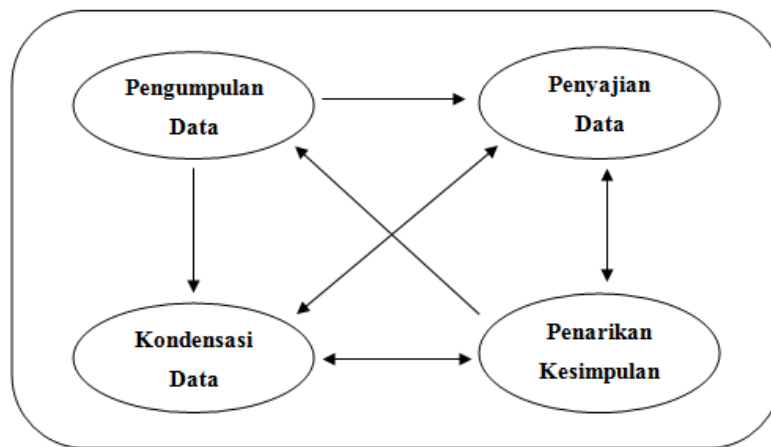 Pengumpulan
Data
Penyajian
Data
Kondensasi
Data
Penarikan
Kesimpulan